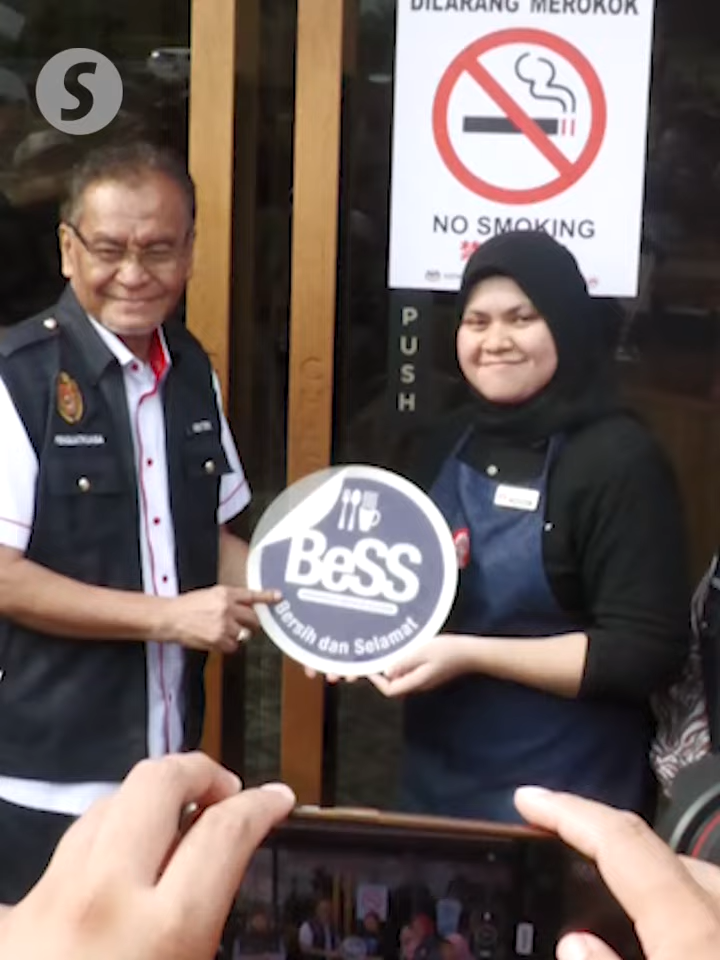 S
DILARANG MEROKOK
NO SMOKING
PUSH
BeSS
Bersih dan Selamat